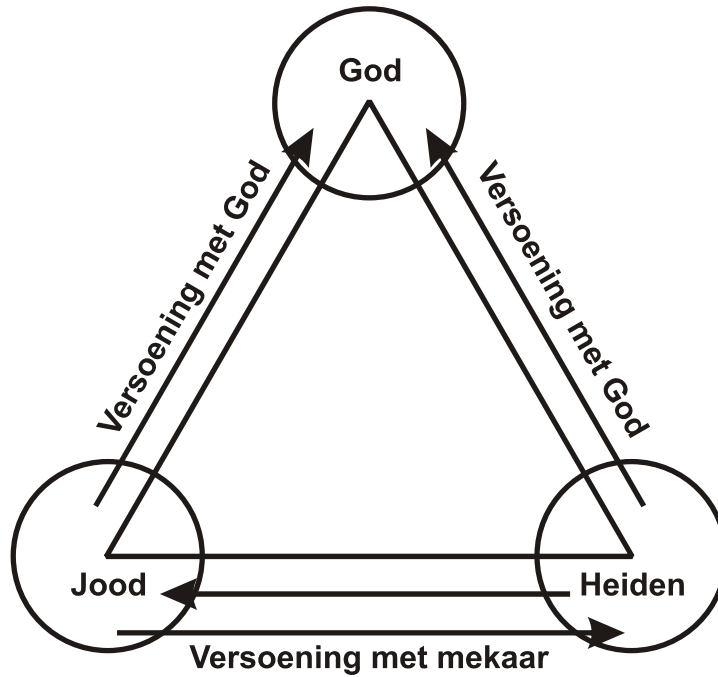 God
Versoening met God
Versoening met God
Jood
Heiden
Versoening met mekaar